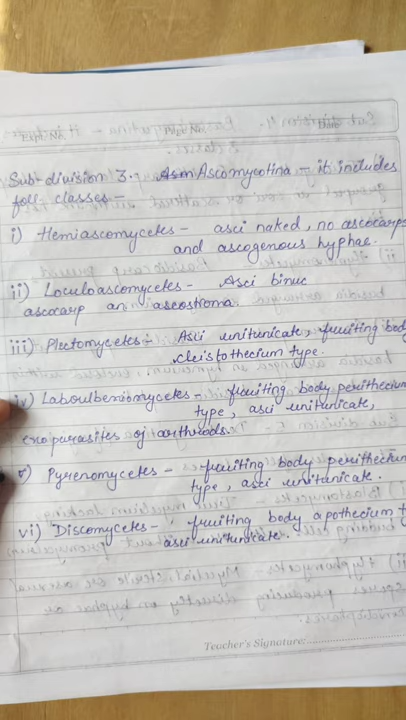 Expt. No.
Page No.
Date
Sub-division 3. Asm Ascomycotina - it includes
foll. classes -
i) Hemiascomycetes - asci naked, no ascocarps
and ascogenous hyphae.
ii) Loculoascomycetes - Asci binuc
ascocarp an ascostroma.
iii) Plectomycetes - Asci unitunicate, fruiting bod
cleistothecium type.
iv) Laboulbeniomycetes - fruiting body perithecium
type, asci unitunicate,
exoparasites of arthrods.
v) Pyrenomycetes - fruiting body perithecium
type, asci unitunicate.
vi) Discomycetes - fruiting body apothecium t
asci unitunicate.
Teacher's Signature: